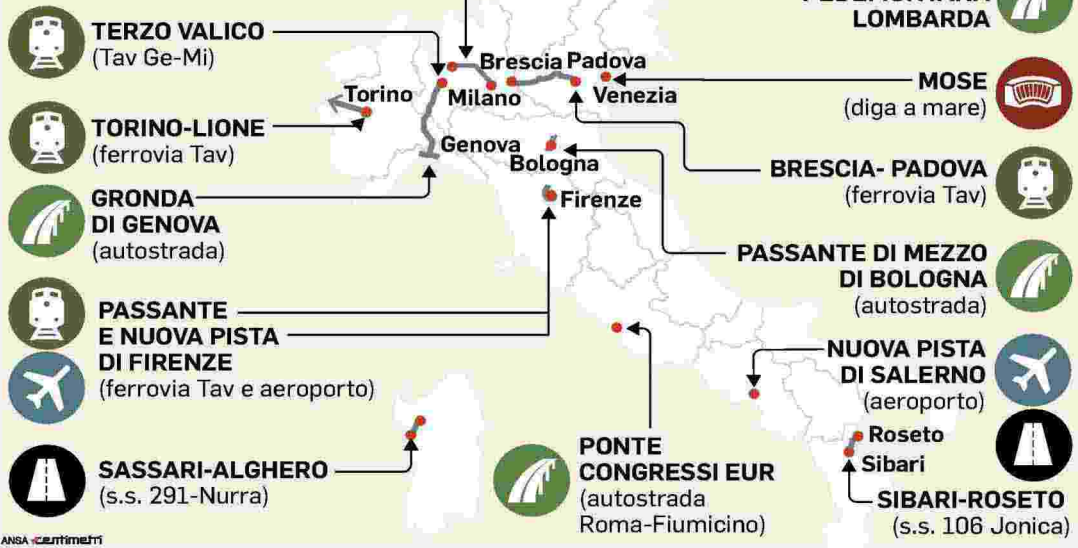 LOMBARDA
TERZO VALICO
(Tav Ge-Mi)
Torino
TORINO-LIONE
(ferrovia Tav)
GRONDA
DI GENOVA
(autostrada)
PASSANTE
E NUOVA PISTA
DI FIRENZE
(ferrovia Tav e aeroporto)
SASSARI-ALGHERO
(s.s. 291-Nurra)
ANSA centimetri
Brescia Padova
Milano
Venezia
Genova
Bologna
Firenze
PONTE
CONGRESSI EUR
(autostrada
Roma-Fiumicino)
MOSE
(diga a mare)
BRESCIA- PADOVA
(ferrovia Tav)
PASSANTE DI MEZZO
DI BOLOGNA
(autostrada)
NUOVA PISTA
DI SALERNO
(aeroporto)
Roseto
Sibari
SIBARI-ROSETO
(s.s. 106 Jonica)